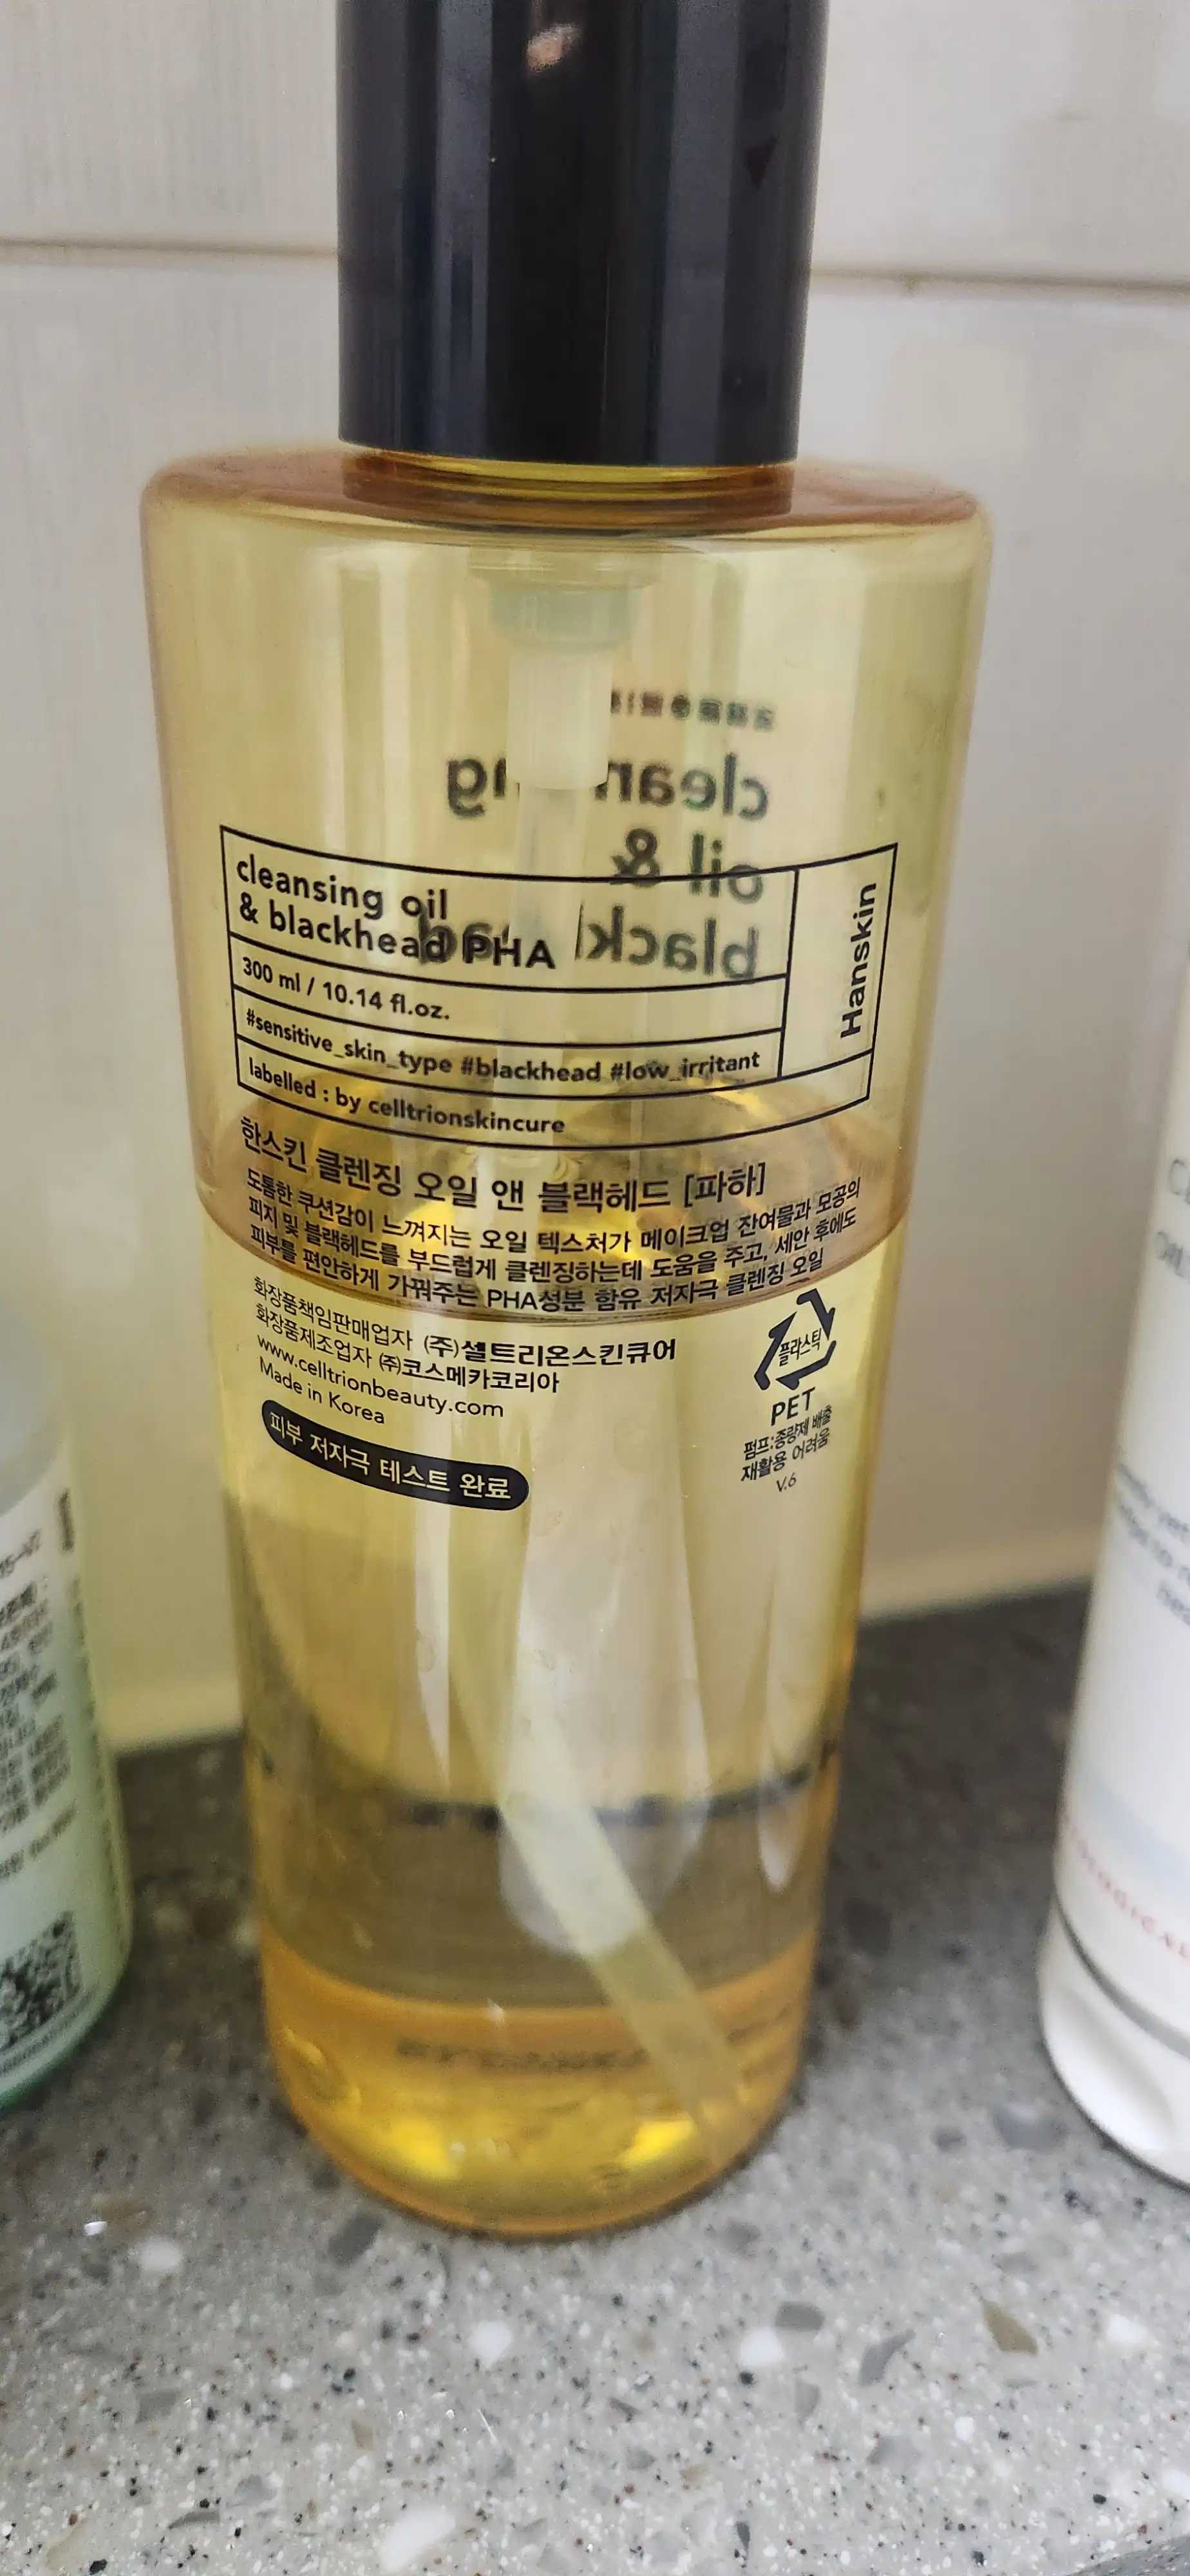 cleansing oil
& blackhead PHA
Hanskin
300 ml / 10.14 fl.oz.
#sensitive_skin_type #blackhead #low_irritant
labelled : by celltrionskincure
한스킨 클렌징 오일 앤 블랙헤드 [파하]
도톰한 쿠션감이 느껴지는 오일 텍스처가 메이크업 잔여물과 모공의
피지 및 블랙헤드를 부드럽게 클렌징하는데 도움을 주고, 세안 후에도
피부를 편안하게 가꿔주는 PHA성분 함유 저자극 클렌징 오일
화장품책임판매업자 (주)셀트리온스킨큐어
화장품제조업자 ㈜코스메카코리아
www.celltrionbeauty.com
Made in Korea
피부 저자극 테스트 완료
플라스틱
PET
펌프:종량제 배출
재활용 어려움
V.6
cleansing
oil &
blackhead